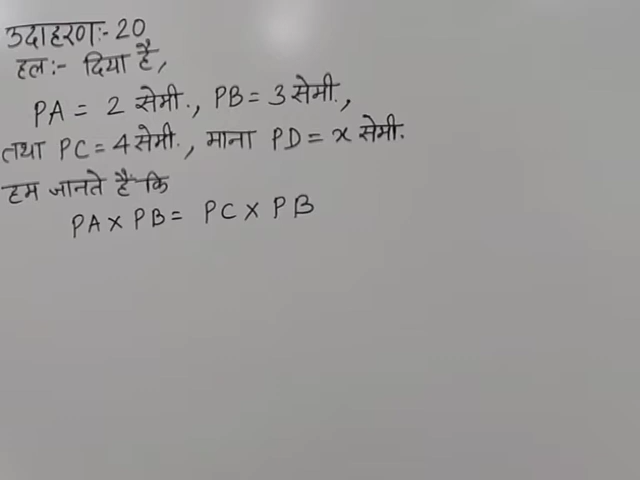 उदाहरण:- 20
हल:- दिया है,
PA = 2 सेमी., PB = 3 सेमी.,
तथा PC = 4 सेमी., माना PD = x सेमी.
हम जानते हैं कि
PA x PB = PC x PB